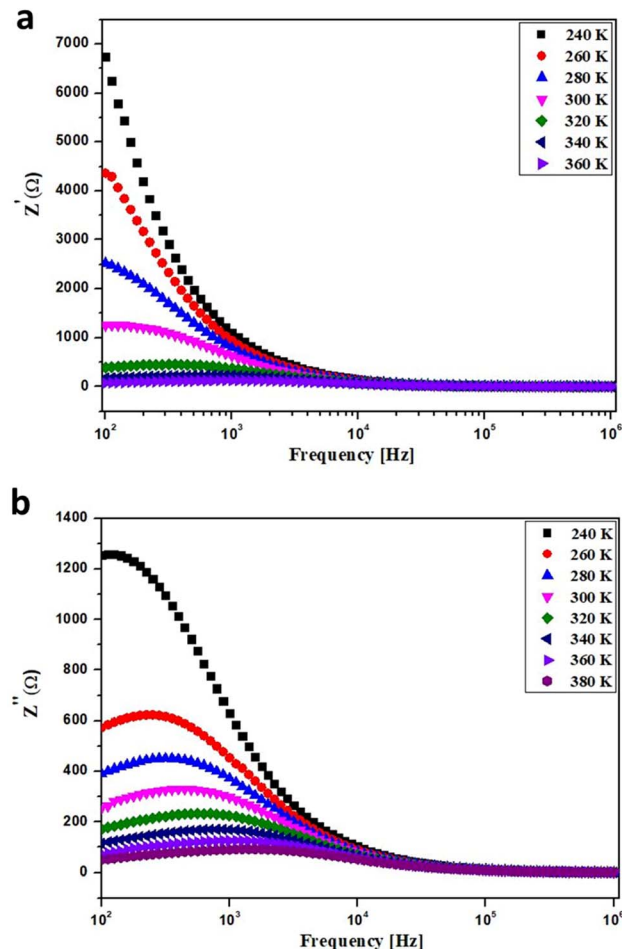 a
7000
6000
5000
4000
3000
2000
1000
0
Z'(Ω)
240 K
260 K
280 K
300 K
320 K
340 K
360 K
10² 10³ 10⁴ 10⁵ 10⁶
Frequency [Hz]
b
1400
1200
1000
800
600
400
200
0
Z"(Ω)
240 K
260 K
280 K
300 K
320 K
340 K
360 K
380 K
10² 10³ 10⁴ 10⁵ 10⁶
Frequency [Hz]